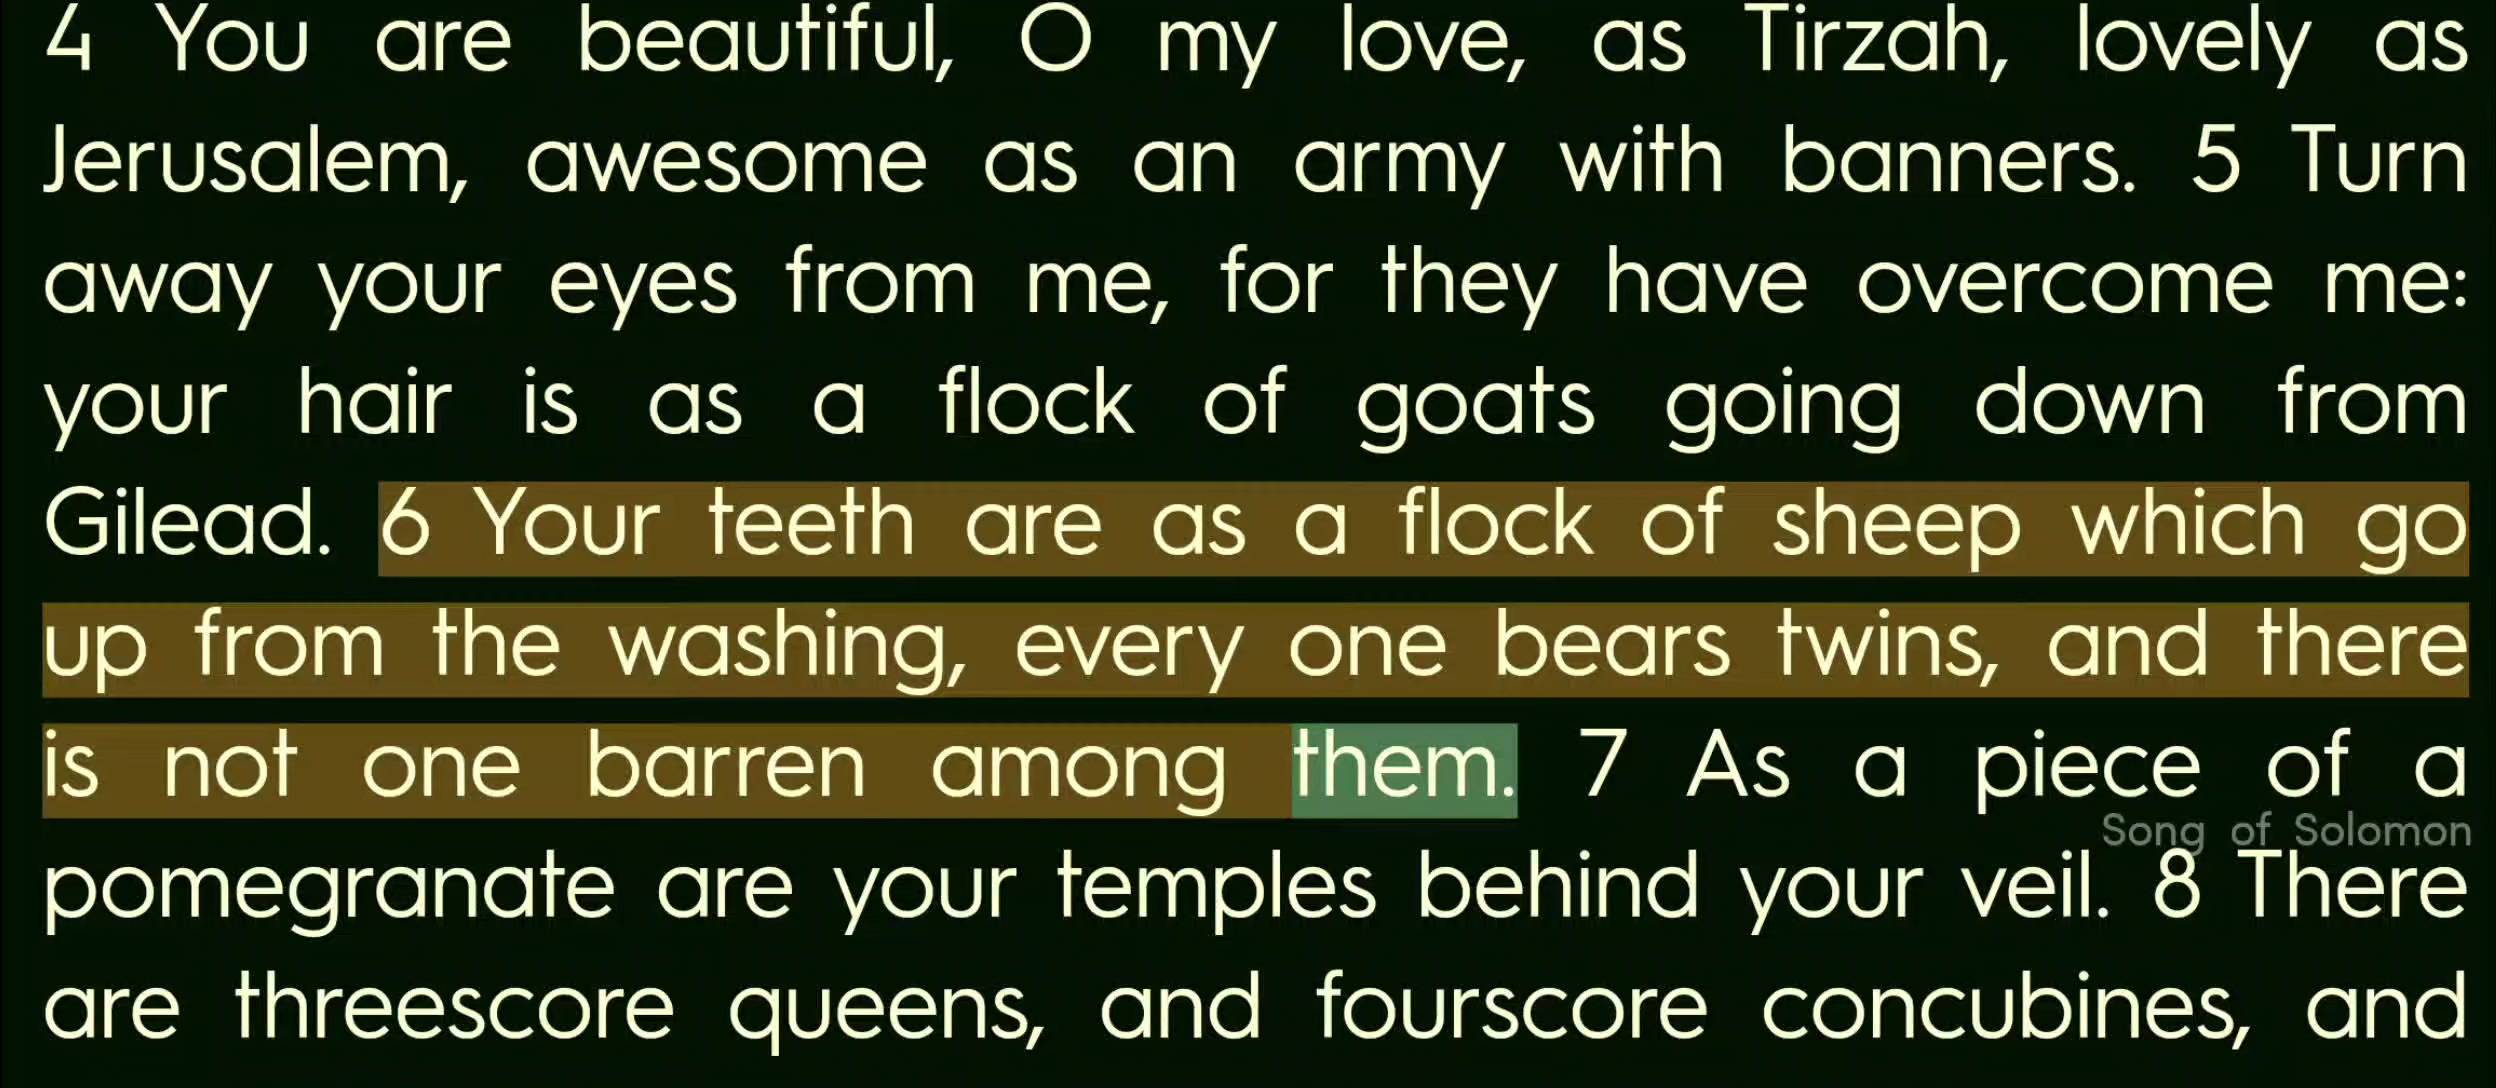 4 You are beautiful, O my love, as Tirzah, lovely as
Jerusalem, awesome as an army with banners. 5 Turn
away your eyes from me, for they have overcome me:
your hair is as a flock of goats going down from
Gilead. 6 Your teeth are as a flock of sheep which go
up from the washing, every one bears twins, and there
is not one barren among them. 7 As a piece of a
Song of Solomon
pomegranate are your temples behind your veil. 8 There
are threescore queens, and fourscore concubines, and